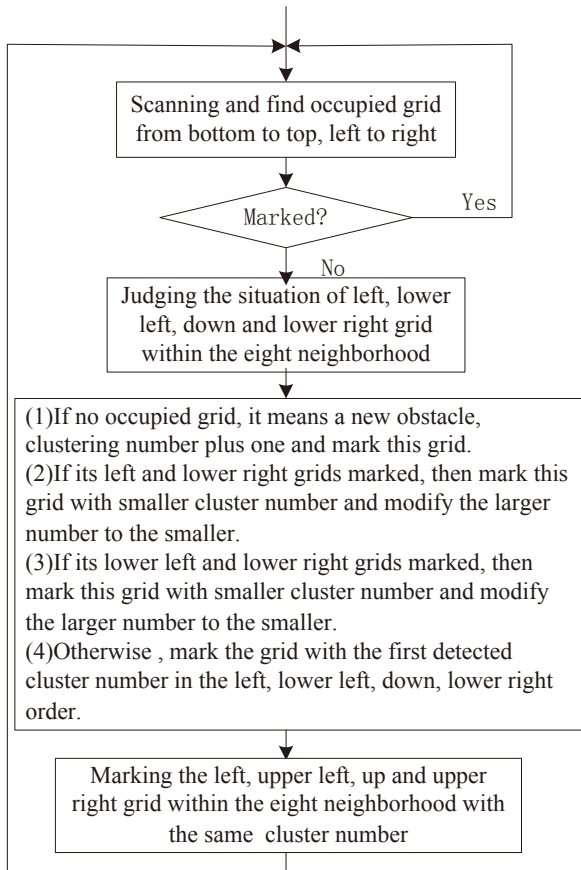 Scanning and find occupied grid
from bottom to top, left to right
Marked?
Yes
No
Judging the situation of left, lower
left, down and lower right grid
within the eight neighborhood
(1)If no occupied grid, it means a new obstacle,
clustering number plus one and mark this grid.
(2)If its left and lower right grids marked, then mark this
grid with smaller cluster number and modify the larger
number to the smaller.
(3)If its lower left and lower right grids marked, then
mark this grid with smaller cluster number and modify
the larger number to the smaller.
(4)Otherwise , mark the grid with the first detected
cluster number in the left, lower left, down, lower right
order.
Marking the left, upper left, up and upper
right grid within the eight neighborhood with
the same cluster number